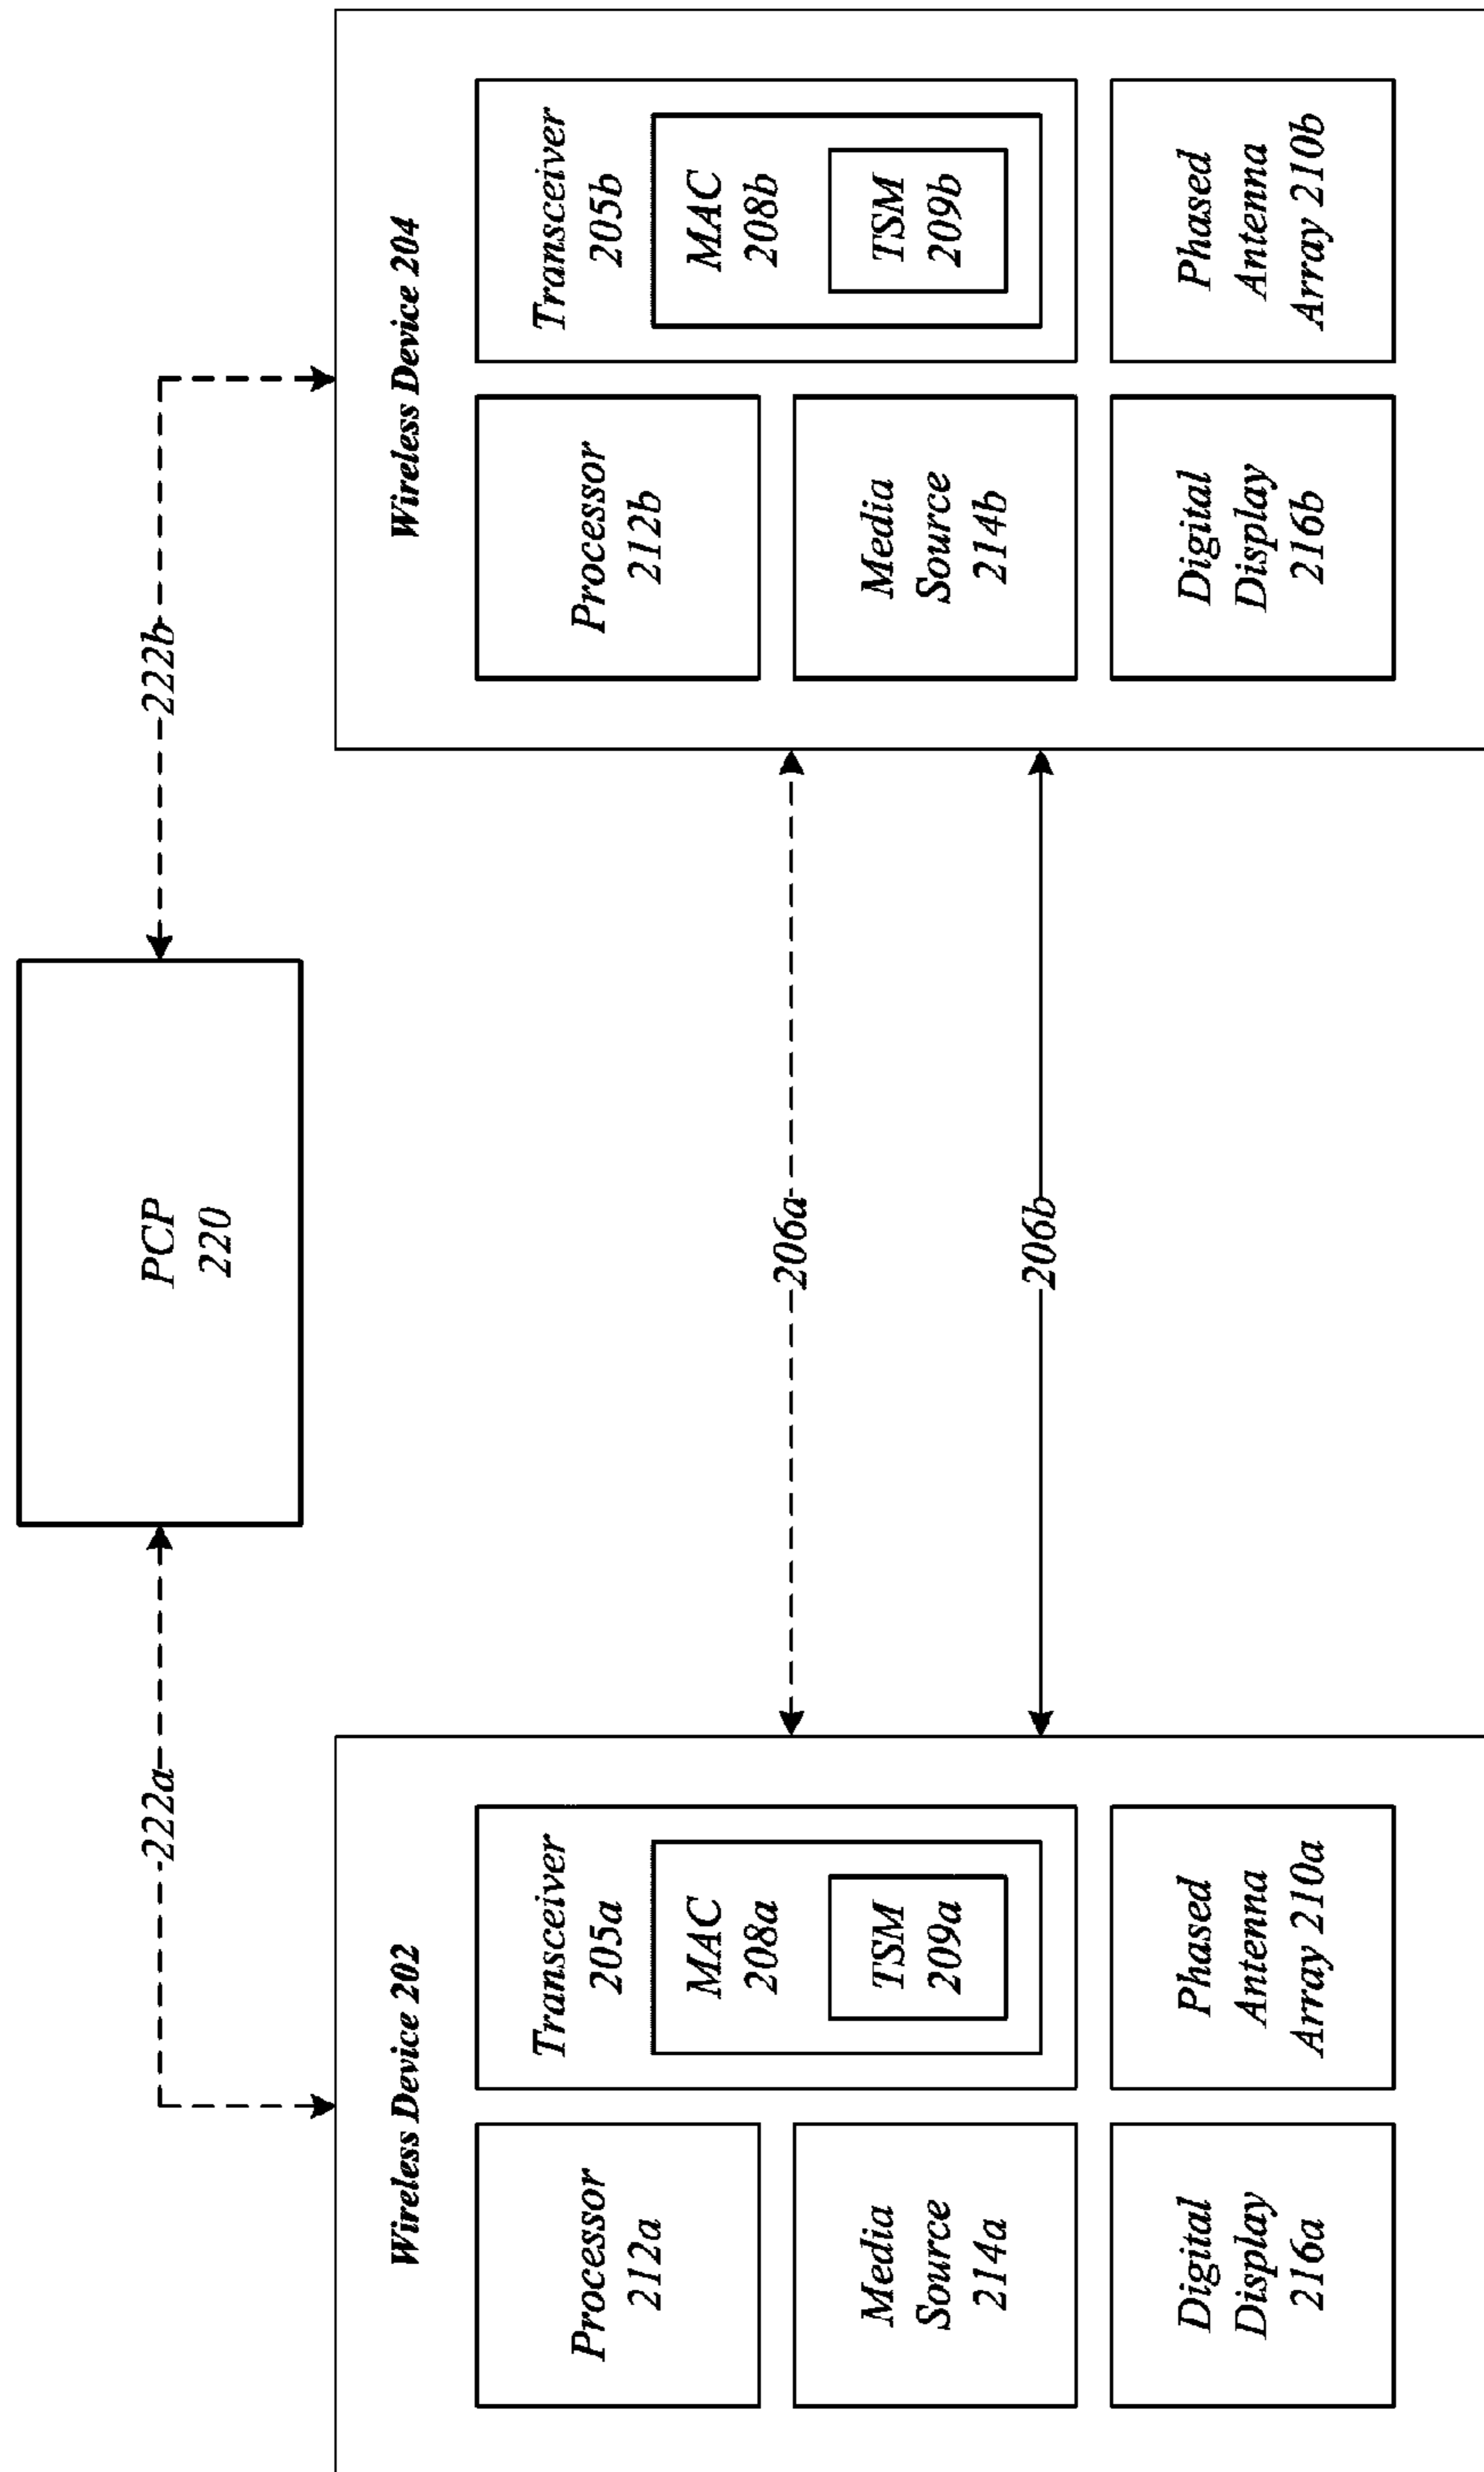 PCP
220
222a
222b
Wireless Device 202
Processor
212a
Transceiver
205a
MAC
208a
TSM
209a
Media
Source
214a
Digital
Display
216a
Phased
Antenna
Array 210a
206a
206b
Wireless Device 204
Processor
212b
Transceiver
205b
MAC
208b
TSM
209b
Media
Source
214b
Digital
Display
216b
Phased
Antenna
Array 210b